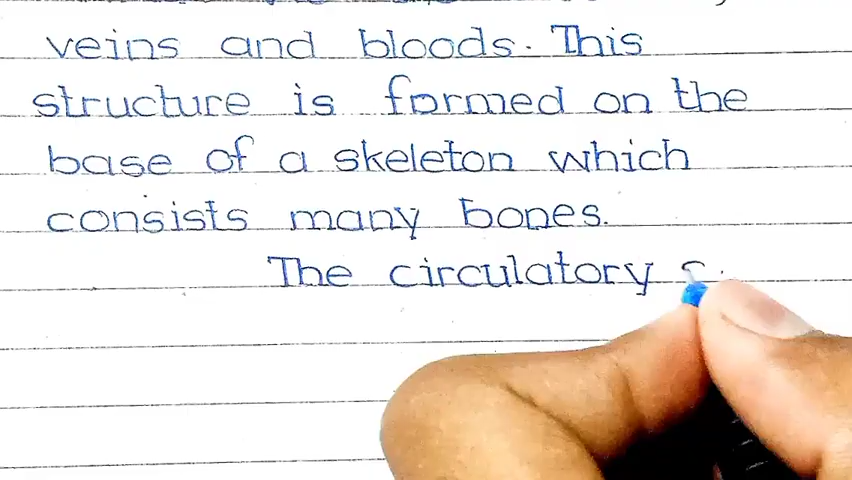 veins and bloods. This
structure is formed on the
base of a skeleton which
consists many bones.
The circulatory